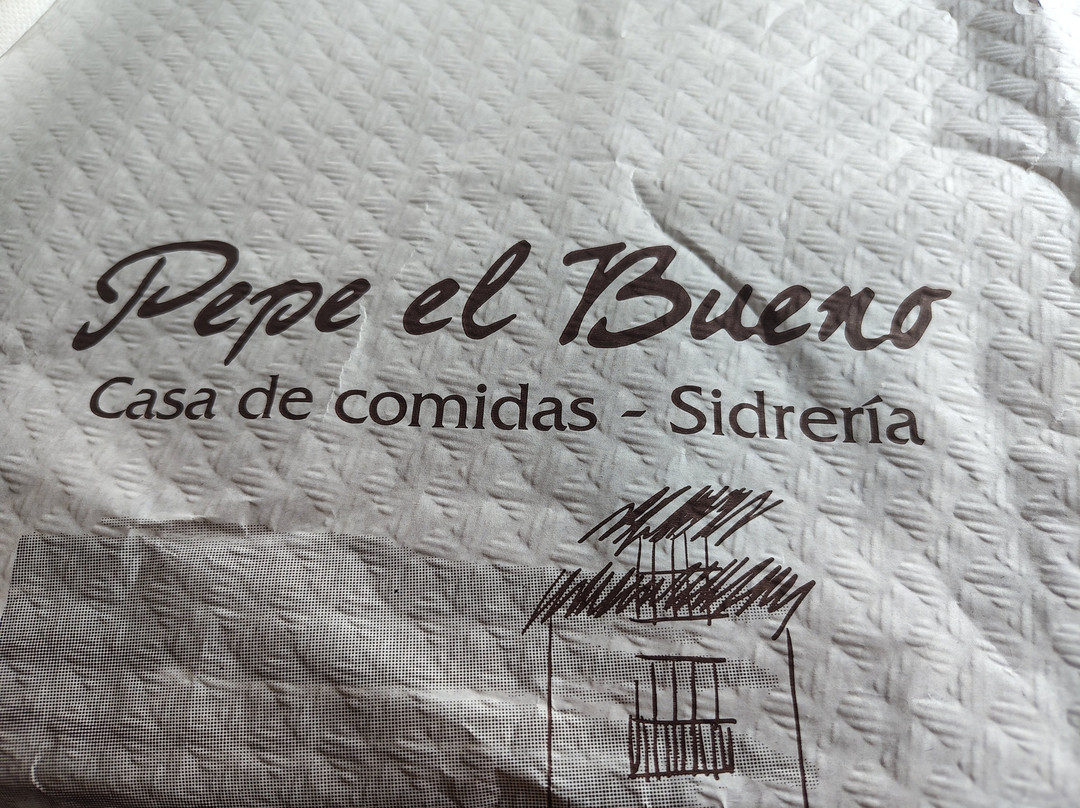 Pepe el Bueno
Casa de comidas - Sidrería